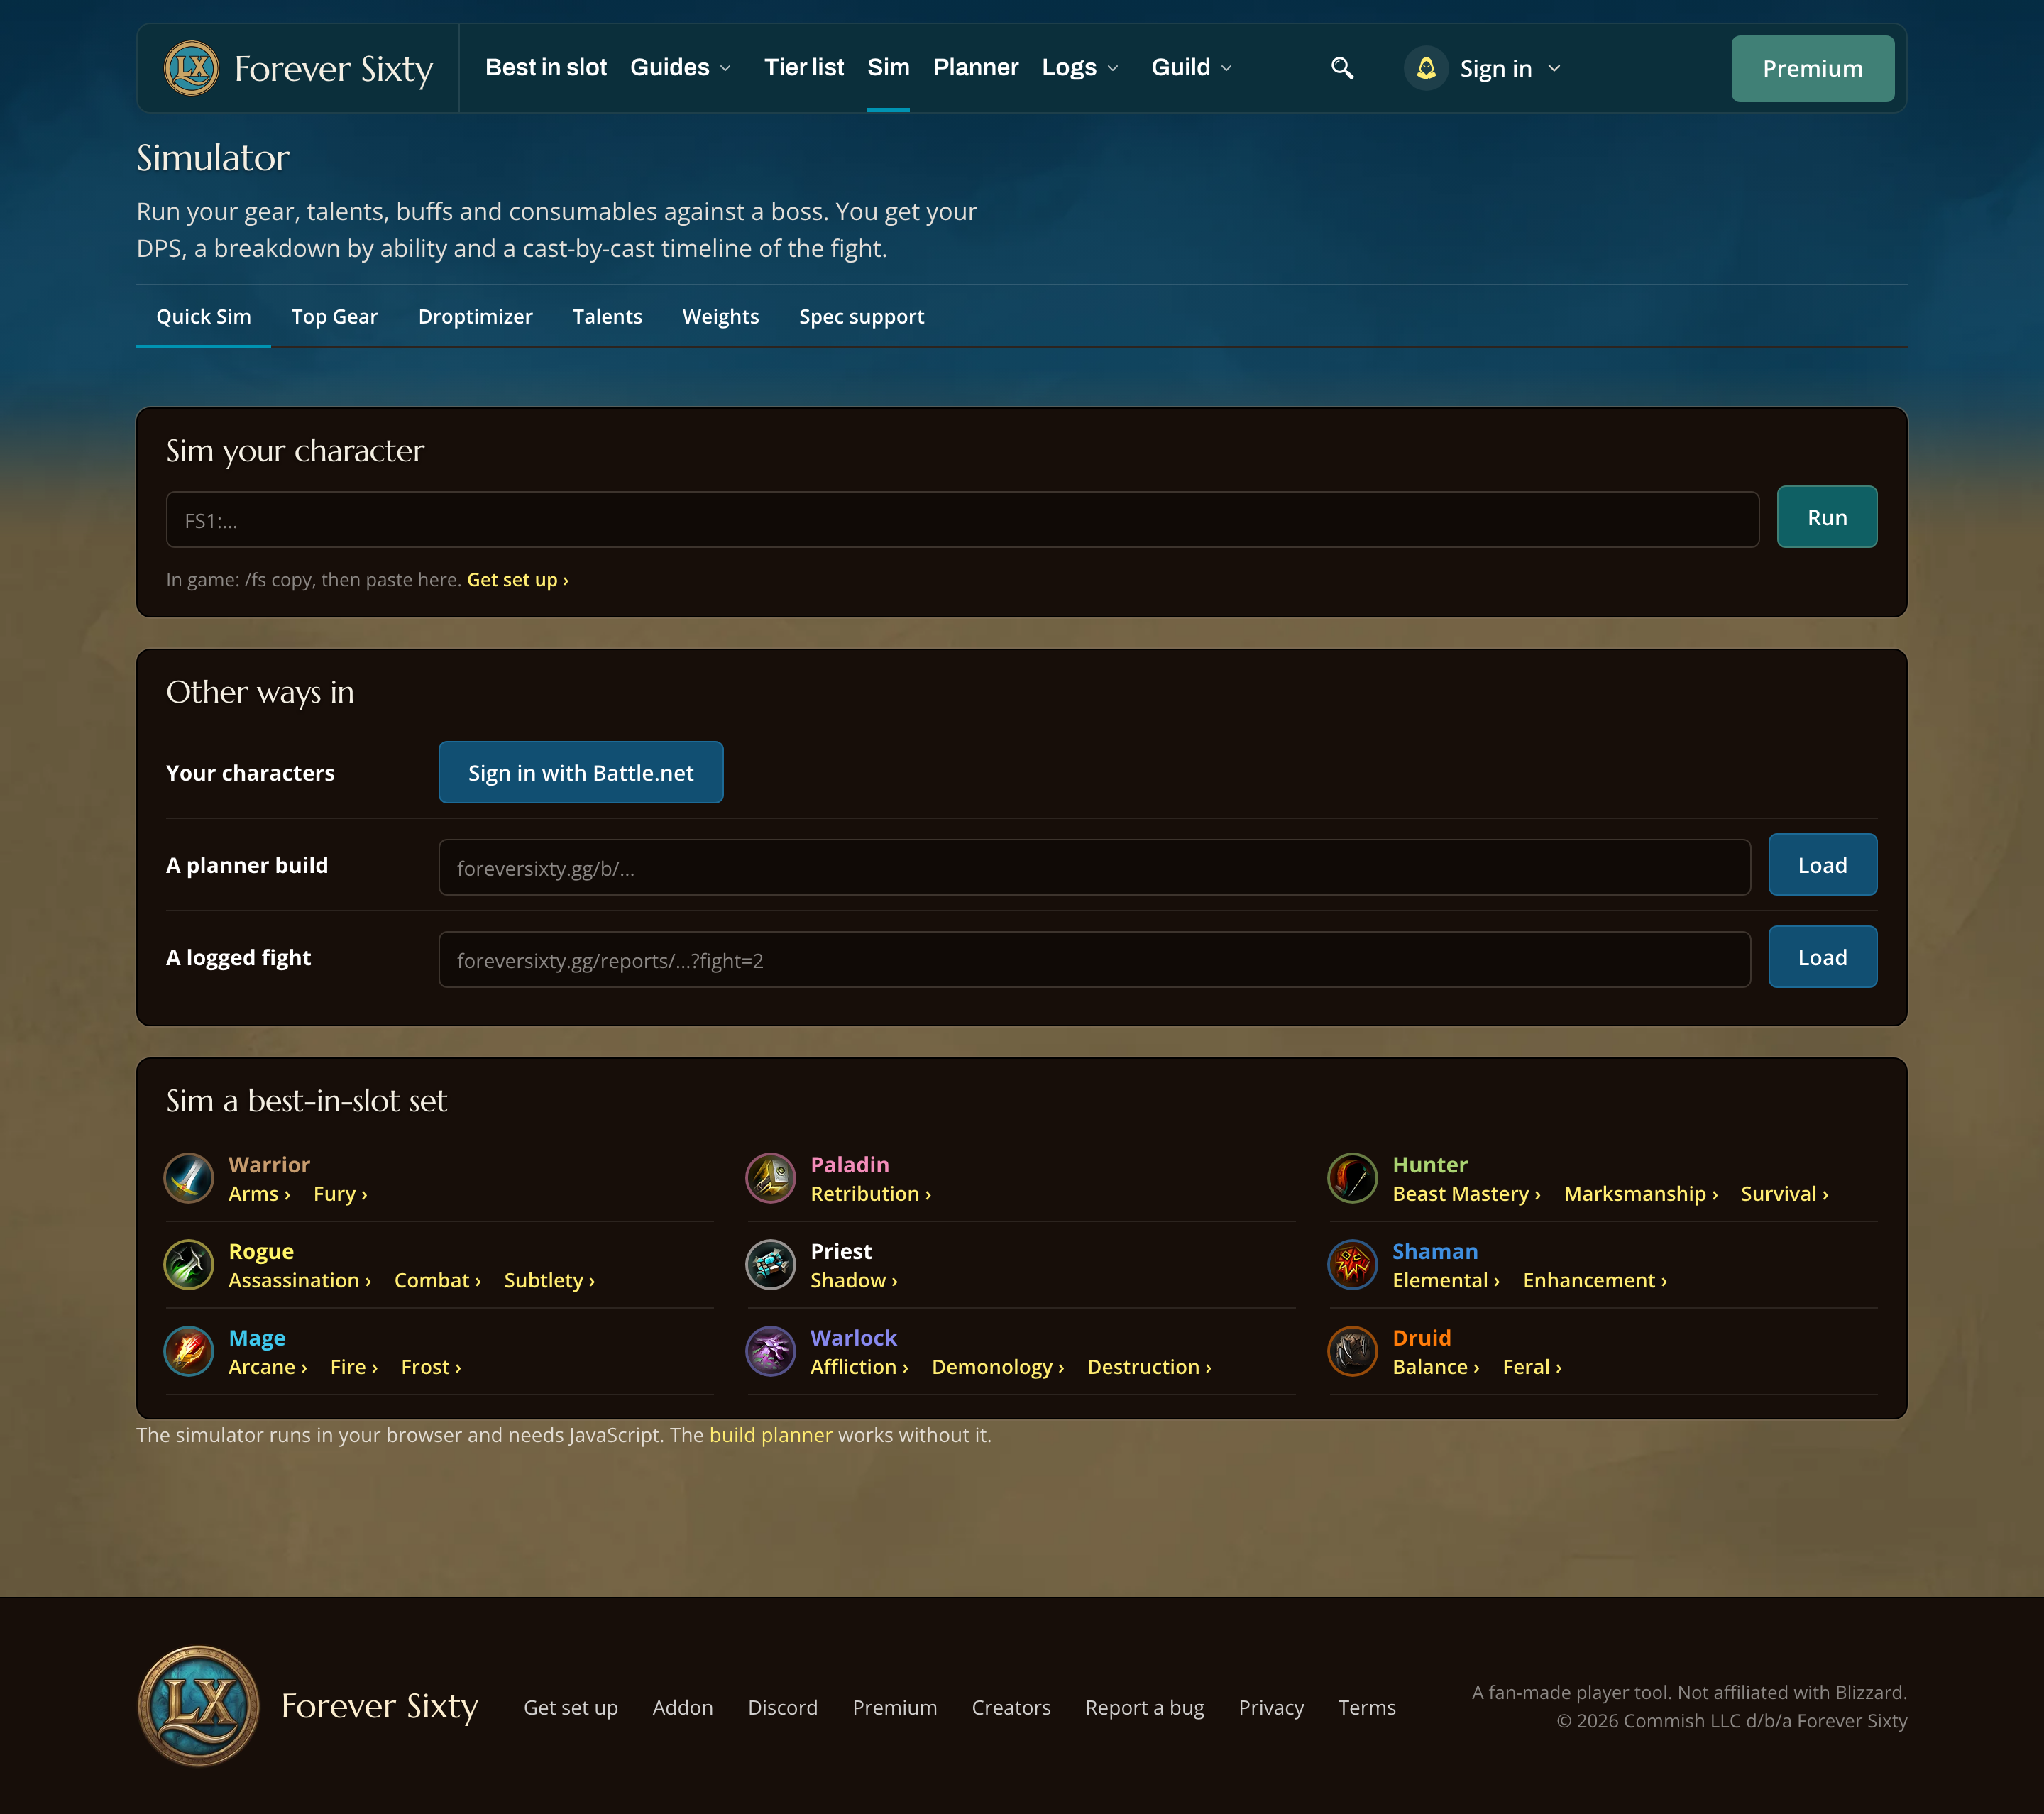 LX Forever Sixty
Best in slot Guides Tier list Sim Planner Logs Guild Sign in Premium
Simulator
Run your gear, talents, buffs and consumables against a boss. You get your
DPS, a breakdown by ability and a cast-by-cast timeline of the fight.
Quick Sim Top Gear Droptimizer Talents Weights Spec support
Sim your character
FS1:...
Run
In game: /fs copy, then paste here. Get set up ›
Other ways in
Your characters Sign in with Battle.net
A planner build foreversixty.gg/b/... Load
A logged fight foreversixty.gg/reports/...?fight=2 Load
Sim a best-in-slot set
Warrior
Arms › Fury ›
Paladin
Retribution ›
Hunter
Beast Mastery › Marksmanship › Survival ›
Rogue
Assassination › Combat › Subtlety ›
Priest
Shadow ›
Shaman
Elemental › Enhancement ›
Mage
Arcane › Fire › Frost ›
Warlock
Affliction › Demonology › Destruction ›
Druid
Balance › Feral ›
The simulator runs in your browser and needs JavaScript. The build planner works without it.
LX Forever Sixty
Get set up Addon Discord Premium Creators Report a bug Privacy Terms
A fan-made player tool. Not affiliated with Blizzard.
© 2026 Commish LLC d/b/a Forever Sixty